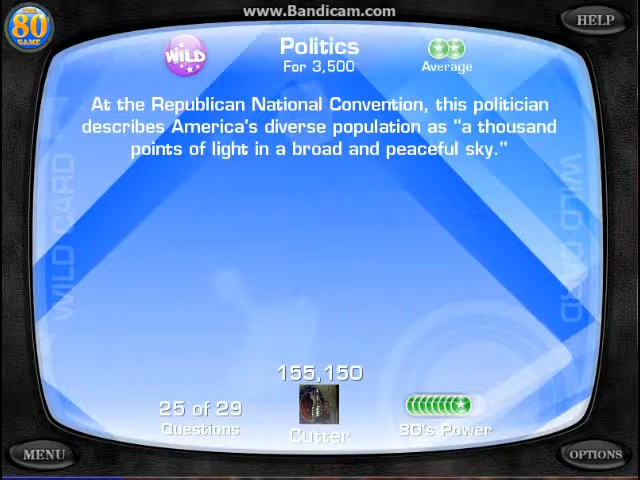 www.Bandicam.com
THE
80
GAME
HELP
WILD
Politics
For 3,500
Average
At the Republican National Convention, this politician
describes America's diverse population as "a thousand
points of light in a broad and peaceful sky."
WILD CARD
WILD CARD
155,150
25 of 29
Questions
Cutter
80's Power
MENU
OPTIONS